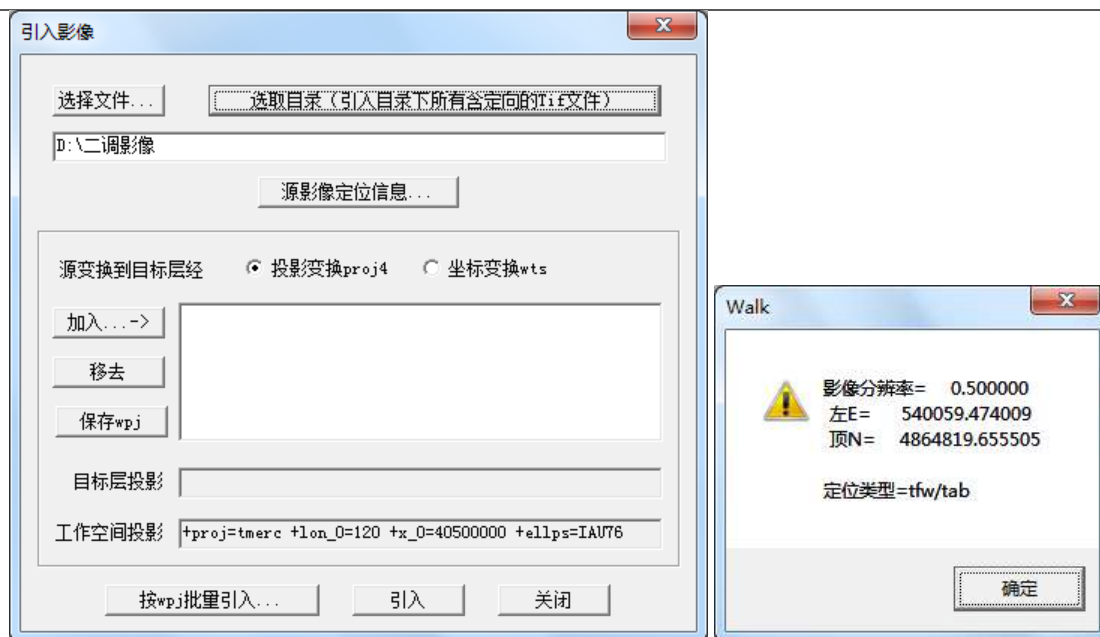 引入影像
选择文件...
选取目录（引入目录下所有含定向的Tif文件）
D:\二调影像
源影像定位信息...
源变换到目标层经
投影变换proj4
坐标变换wts
加入...->
移去
保存wpj
目标层投影
工作空间投影
+proj=tmerc +lon_0=120 +x_0=40500000 +ellps=IAU76
按wpj批量引入...
引入
关闭
Walk
影像分辨率= 0.500000
左E= 540059.474009
顶N= 4864819.655505
定位类型=tfw/tab
确定